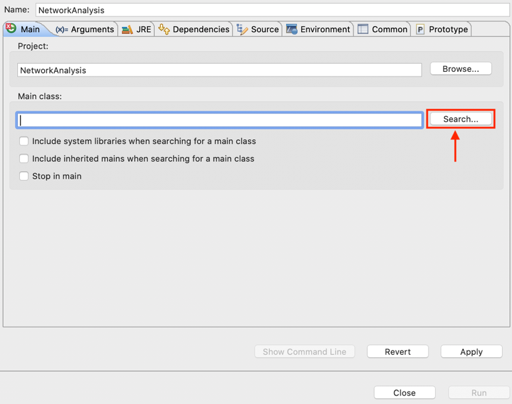 Name: NetworkAnalysis
Main (x)= Arguments JRE Dependencies Source Environment Common P Prototype
Project:
NetworkAnalysis Browse...
Main class:
Search...
Include system libraries when searching for a main class
Include inherited mains when searching for a main class
Stop in main
Show Command Line Revert Apply
Close Run